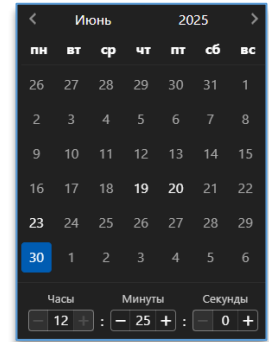 < Июнь 2025 >
пн вт ср чт пт сб вс
26 27 28 29 30 31 1
2 3 4 5 6 7 8
9 10 11 12 13 14 15
16 17 18 19 20 21 22
23 24 25 26 27 28 29
30 1 2 3 4 5 6
Часы Минуты Секунды
− 12 + : − 25 + : − 0 +